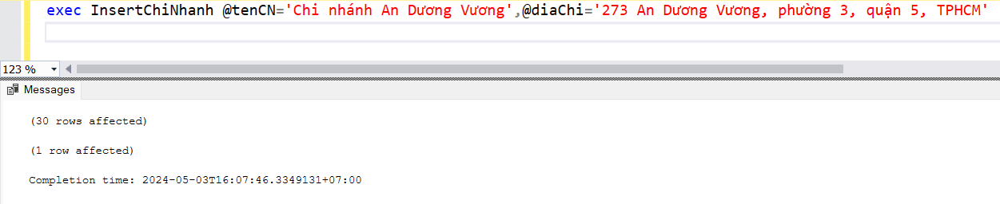 exec InsertChiNhanh @tenCN='Chi nhánh An Dương Vương',@diaChi='273 An Dương Vương, phường 3, quận 5, TPHCM'
123 %
Messages
(30 rows affected)
(1 row affected)
Completion time: 2024-05-03T16:07:46.3349131+07:00